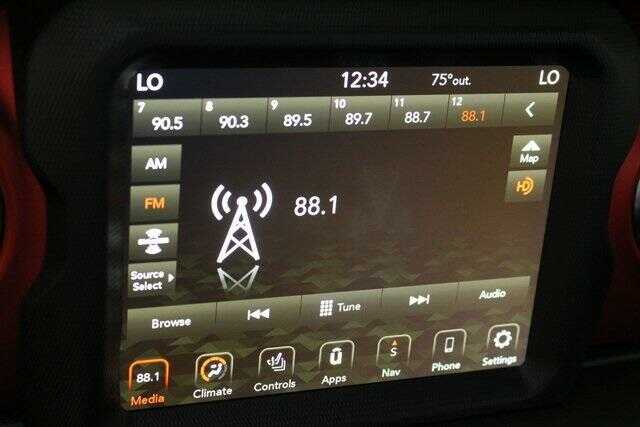 LO 12:34 75°out. LO
7 8 9 10 11 12
90.5 90.3 89.5 89.7 88.7 88.1
AM
Map
FM
HD
88.1
Source
Select
Browse Tune Audio
88.1 S
Media Climate Controls Apps Nav Phone Settings